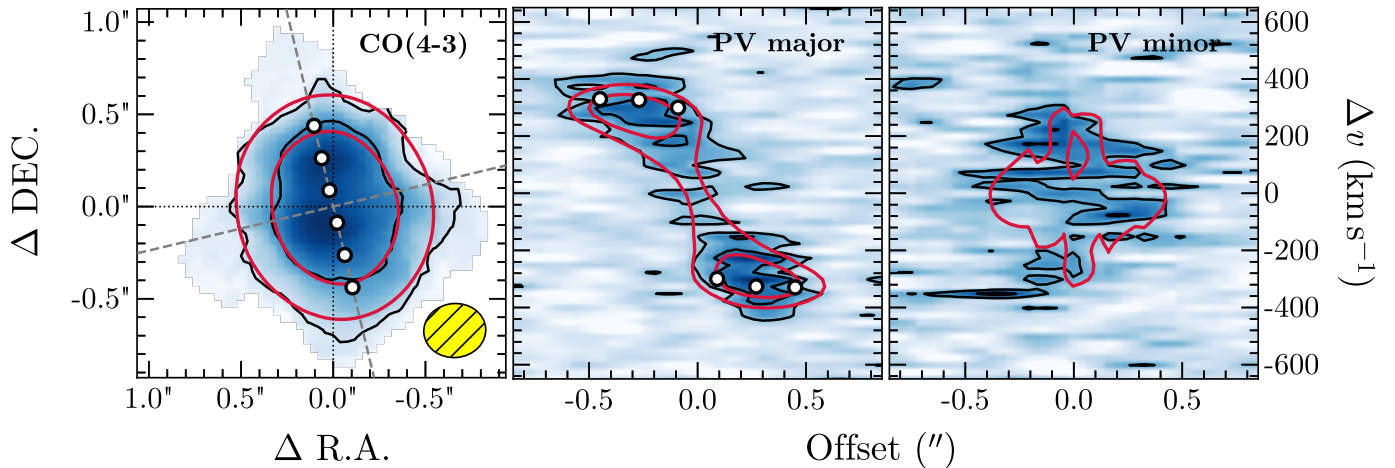 CO(4-3)
1.0"
0.5"
0.0"
-0.5"
Δ DEC.
1.0" 0.5" 0.0" -0.5"
Δ R.A.
PV major
-0.5 0.0 0.5
PV minor
-0.5 0.0 0.5
Offset (″)
600
400
200
0
-200
-400
-600
Δv (km s⁻¹)